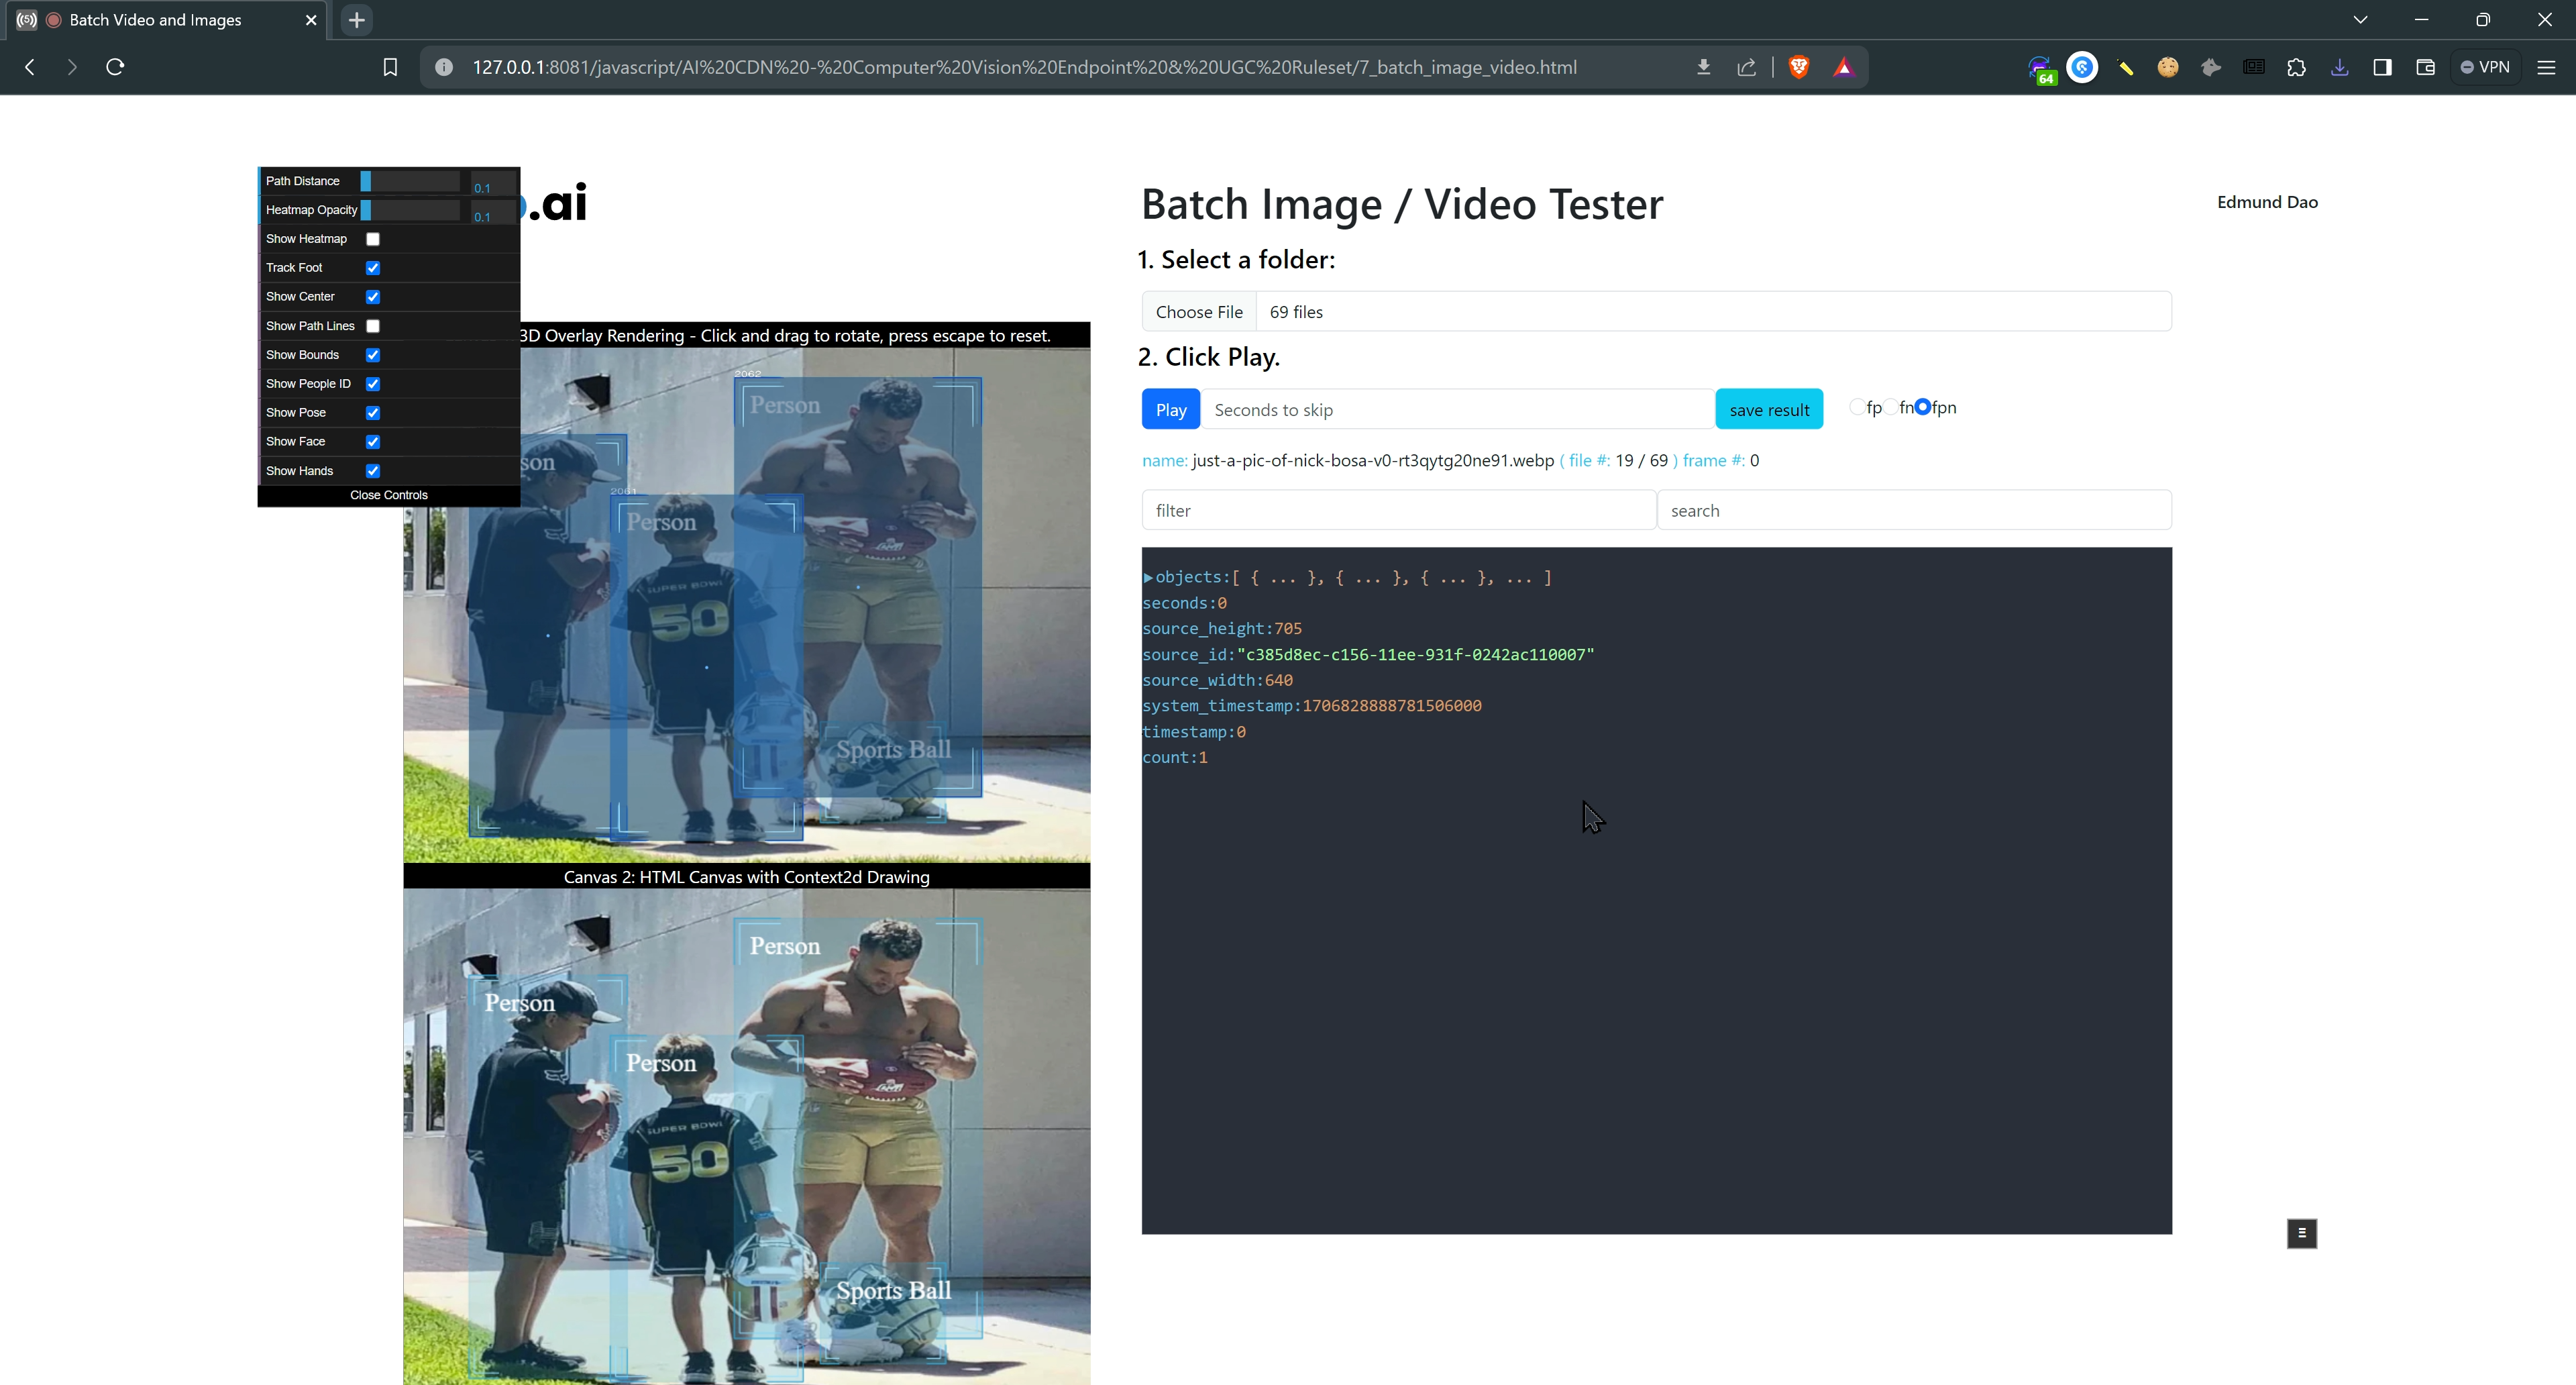 Batch Video and Images
127.0.0.1:8081/javascript/AI%20CDN%20-%20Computer%20Vision%20Endpoint%20&%20UGC%20Ruleset/7_batch_image_video.html
64
VPN
Path Distance 0.1
Heatmap Opacity 0.1
Show Heatmap
Track Foot
Show Center
Show Path Lines
Show Bounds
Show People ID
Show Pose
Show Face
Show Hands
Close Controls
.ai
3D Overlay Rendering - Click and drag to rotate, press escape to reset.
2062
Person
son
2061
Person
SUPER BOWL
50
Sports Ball
Canvas 2: HTML Canvas with Context2d Drawing
Person
Person
Person
SUPER BOWL
50
Sports Ball
Batch Image / Video Tester
Edmund Dao
1. Select a folder:
Choose File 69 files
2. Click Play.
Play Seconds to skip save result fp fn fpn
name: just-a-pic-of-nick-bosa-v0-rt3qytg20ne91.webp ( file #: 19 / 69 ) frame #: 0
filter search
objects:[ { ... }, { ... }, { ... }, ... ]
seconds:0
source_height:705
source_id:"c385d8ec-c156-11ee-931f-0242ac110007"
source_width:640
system_timestamp:1706828888781506000
timestamp:0
count:1